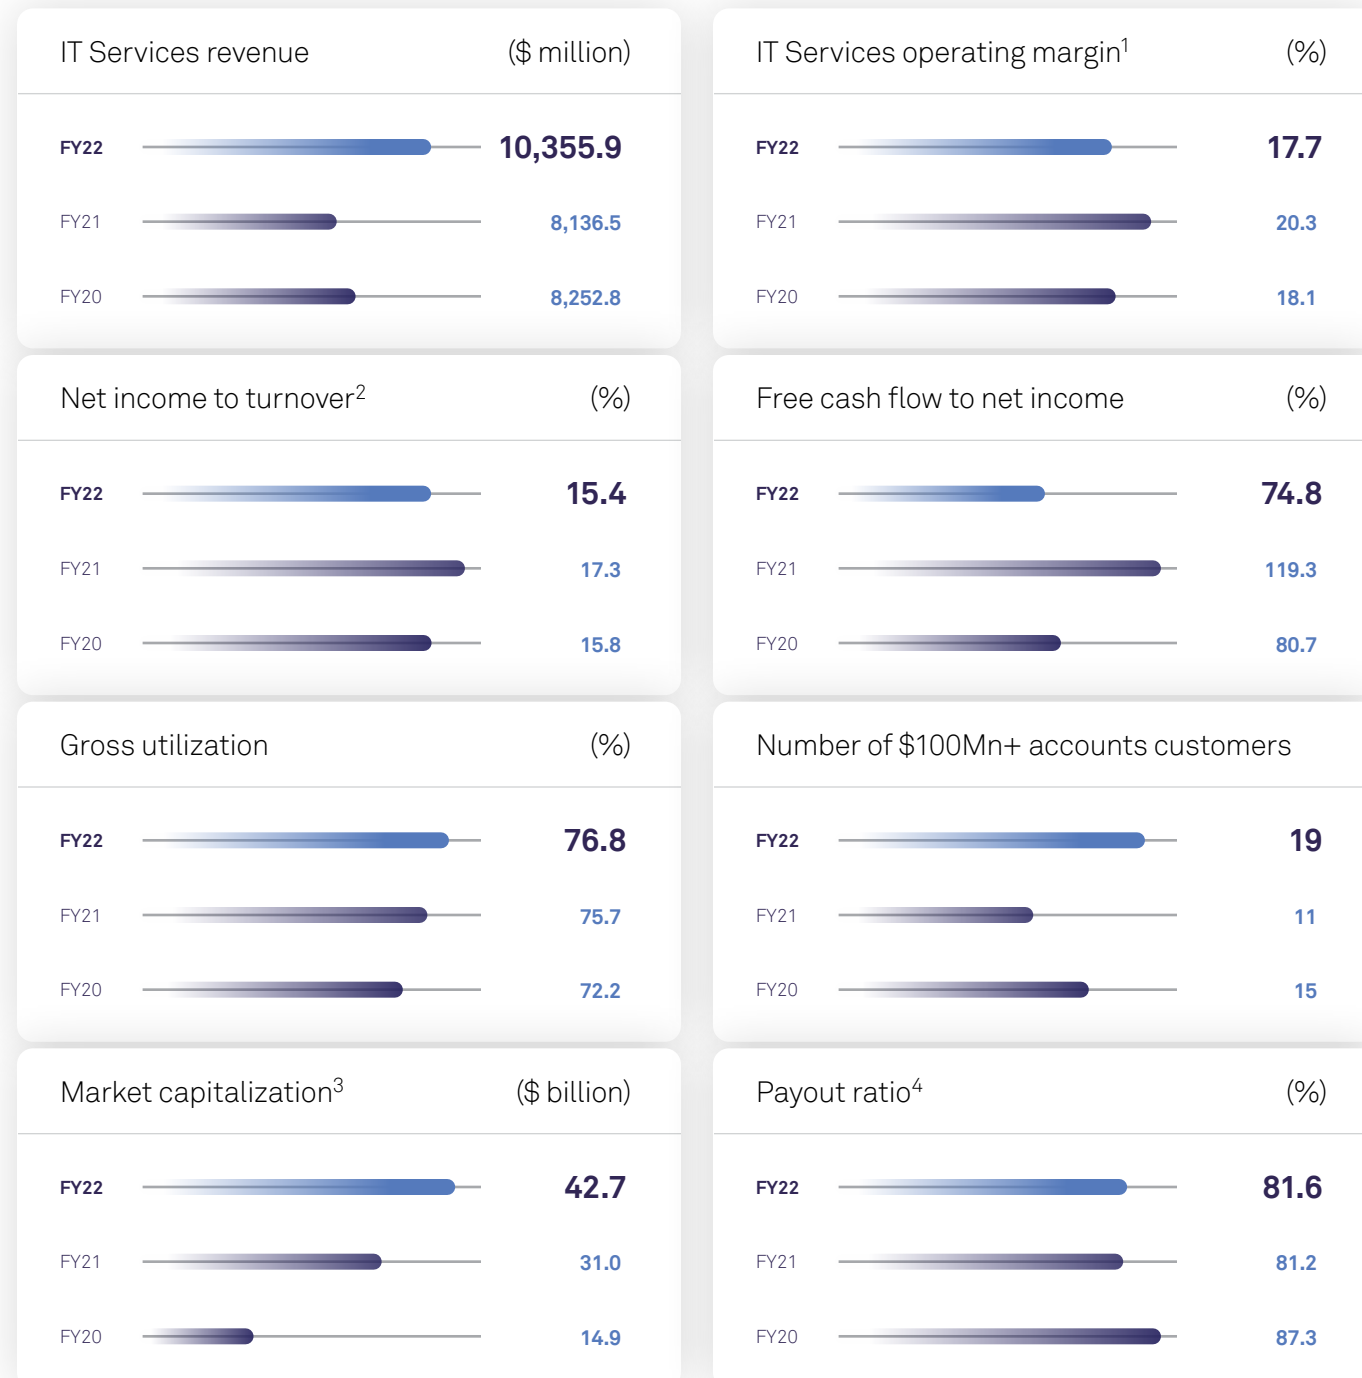 IT Services revenue ($ million)
FY22 10,355.9
FY21 8,136.5
FY20 8,252.8
IT Services operating margin¹ (%)
FY22 17.7
FY21 20.3
FY20 18.1
Net income to turnover² (%)
FY22 15.4
FY21 17.3
FY20 15.8
Free cash flow to net income (%)
FY22 74.8
FY21 119.3
FY20 80.7
Gross utilization (%)
FY22 76.8
FY21 75.7
FY20 72.2
Number of $100Mn+ accounts customers
FY22 19
FY21 11
FY20 15
Market capitalization³ ($ billion)
FY22 42.7
FY21 31.0
FY20 14.9
Payout ratio⁴ (%)
FY22 81.6
FY21 81.2
FY20 87.3